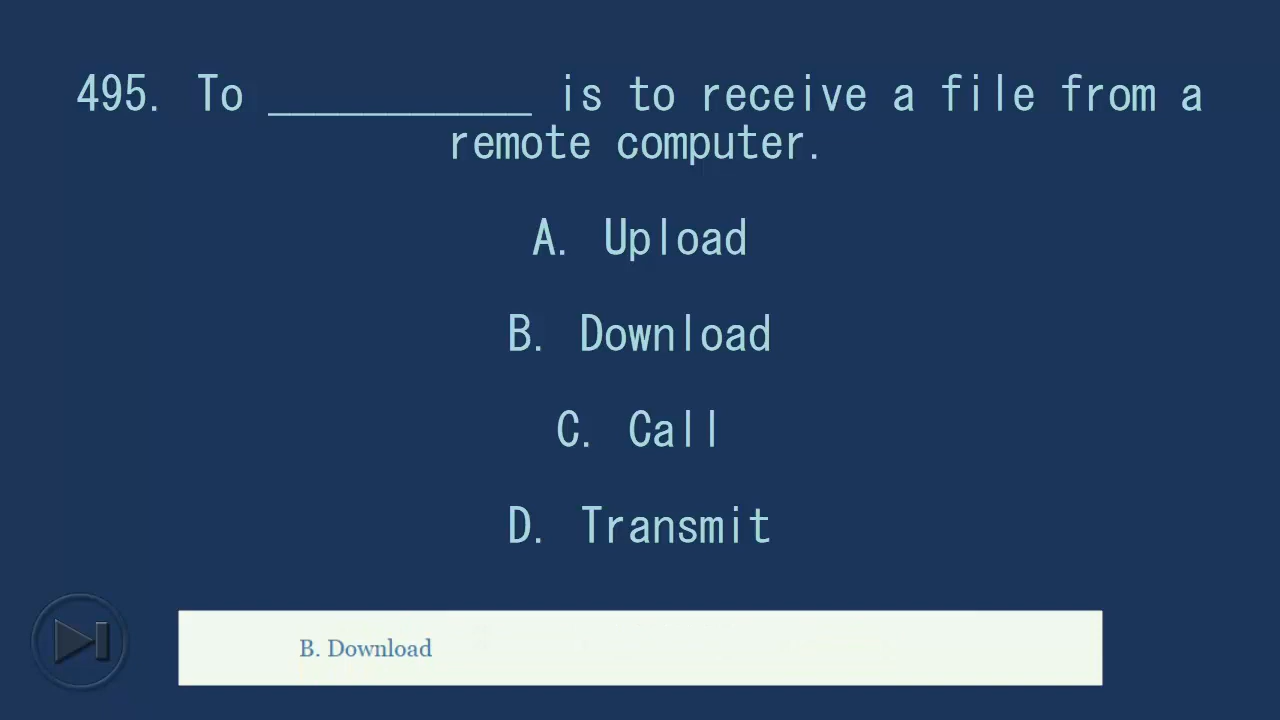 495. To ___________ is to receive a file from a
remote computer.
A. Upload
B. Download
C. Call
D. Transmit
B. Download